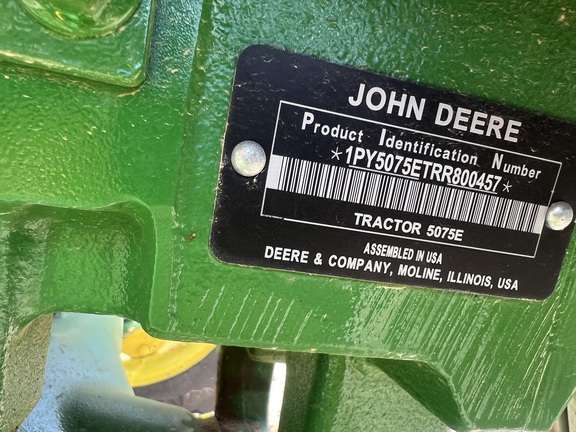 JOHN DEERE
Product Identification Number
*1PY5075ETRR800457*
TRACTOR 5075E
ASSEMBLED IN USA
DEERE & COMPANY, MOLINE, ILLINOIS, USA